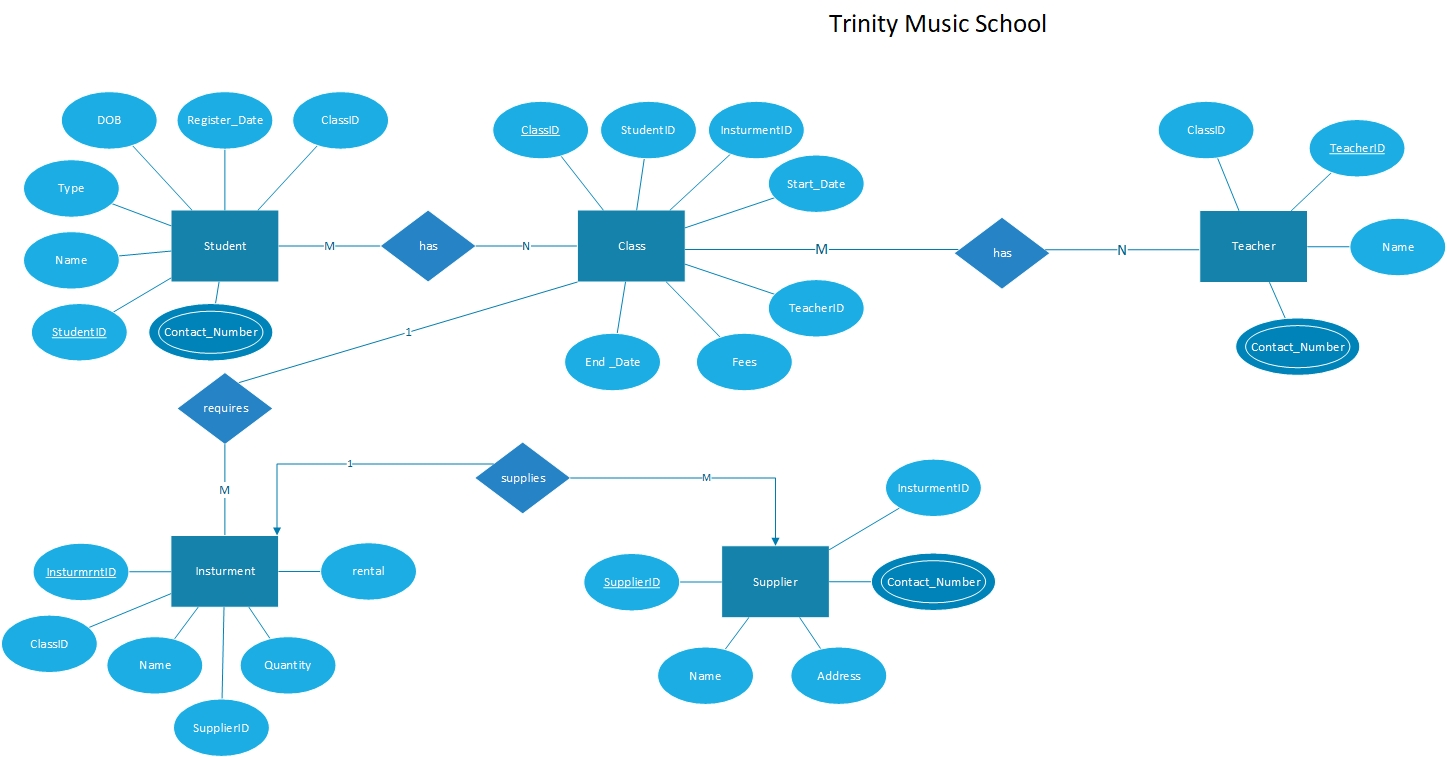 Trinity Music School
DOB
Register_Date
ClassID
Type
Name
StudentID
Contact_Number
Student
M
has
N
ClassID
StudentID
InsturmentID
Start_Date
Class
TeacherID
End _Date
Fees
M
has
N
ClassID
TeacherID
Teacher
Name
Contact_Number
1
requires
M
1
supplies
M
InsturmrntID
Insturment
rental
ClassID
Name
Quantity
SupplierID
InsturmentID
SupplierID
Supplier
Contact_Number
Name
Address